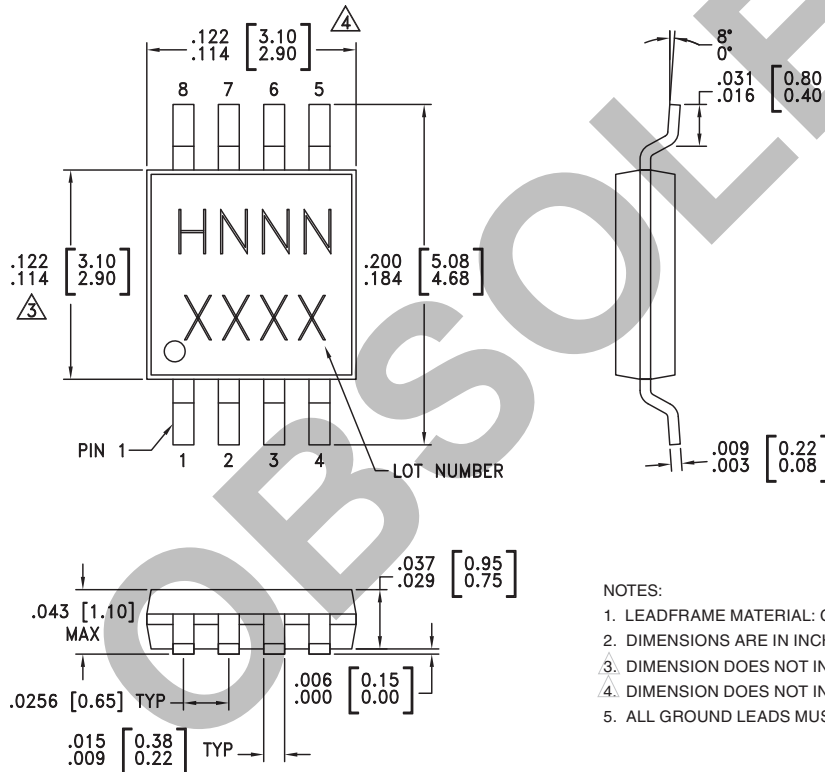 .122 [3.10]
.114 [2.90]
4
8 7 6 5
HNNN
XXXX
.122 [3.10]
.114 [2.90]
3
.200 [5.08]
.184 [4.68]
PIN 1
1 2 3 4
LOT NUMBER
8°
0°
.031 [0.80
.016 [0.40
.009 [0.22]
.003 [0.08]
.037 [0.95]
.029 [0.75]
.043 [1.10]
MAX
.0256 [0.65] TYP
.006 [0.15]
.000 [0.00]
.015 [0.38]
.009 [0.22]
TYP
NOTES:
1. LEADFRAME MATERIAL:
2. DIMENSIONS ARE IN
3. DIMENSION DOES NOT
4. DIMENSION DOES NOT
5. ALL GROUND LEADS